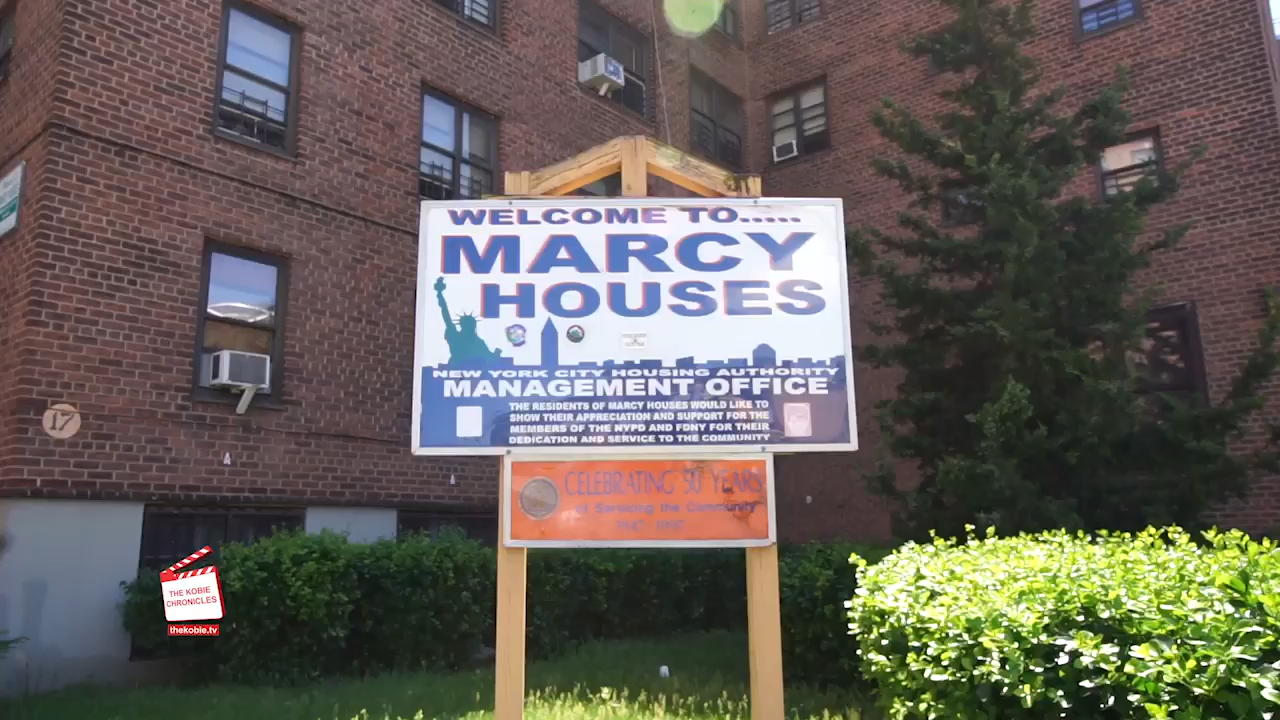 WELCOME TO.....
MARCY
HOUSES
NEW YORK CITY HOUSING AUTHORITY
MANAGEMENT OFFICE
THE RESIDENTS OF MARCY HOUSES WOULD LIKE TO
SHOW THEIR APPRECIATION AND SUPPORT FOR THE
MEMBERS OF THE NYPD AND FDNY FOR THEIR
DEDICATION AND SERVICE TO THE COMMUNITY
CELEBRATING 50 YEARS
of Servicing the Community
17
A
THE KOBIE
CHRONICLES
thekobie.tv